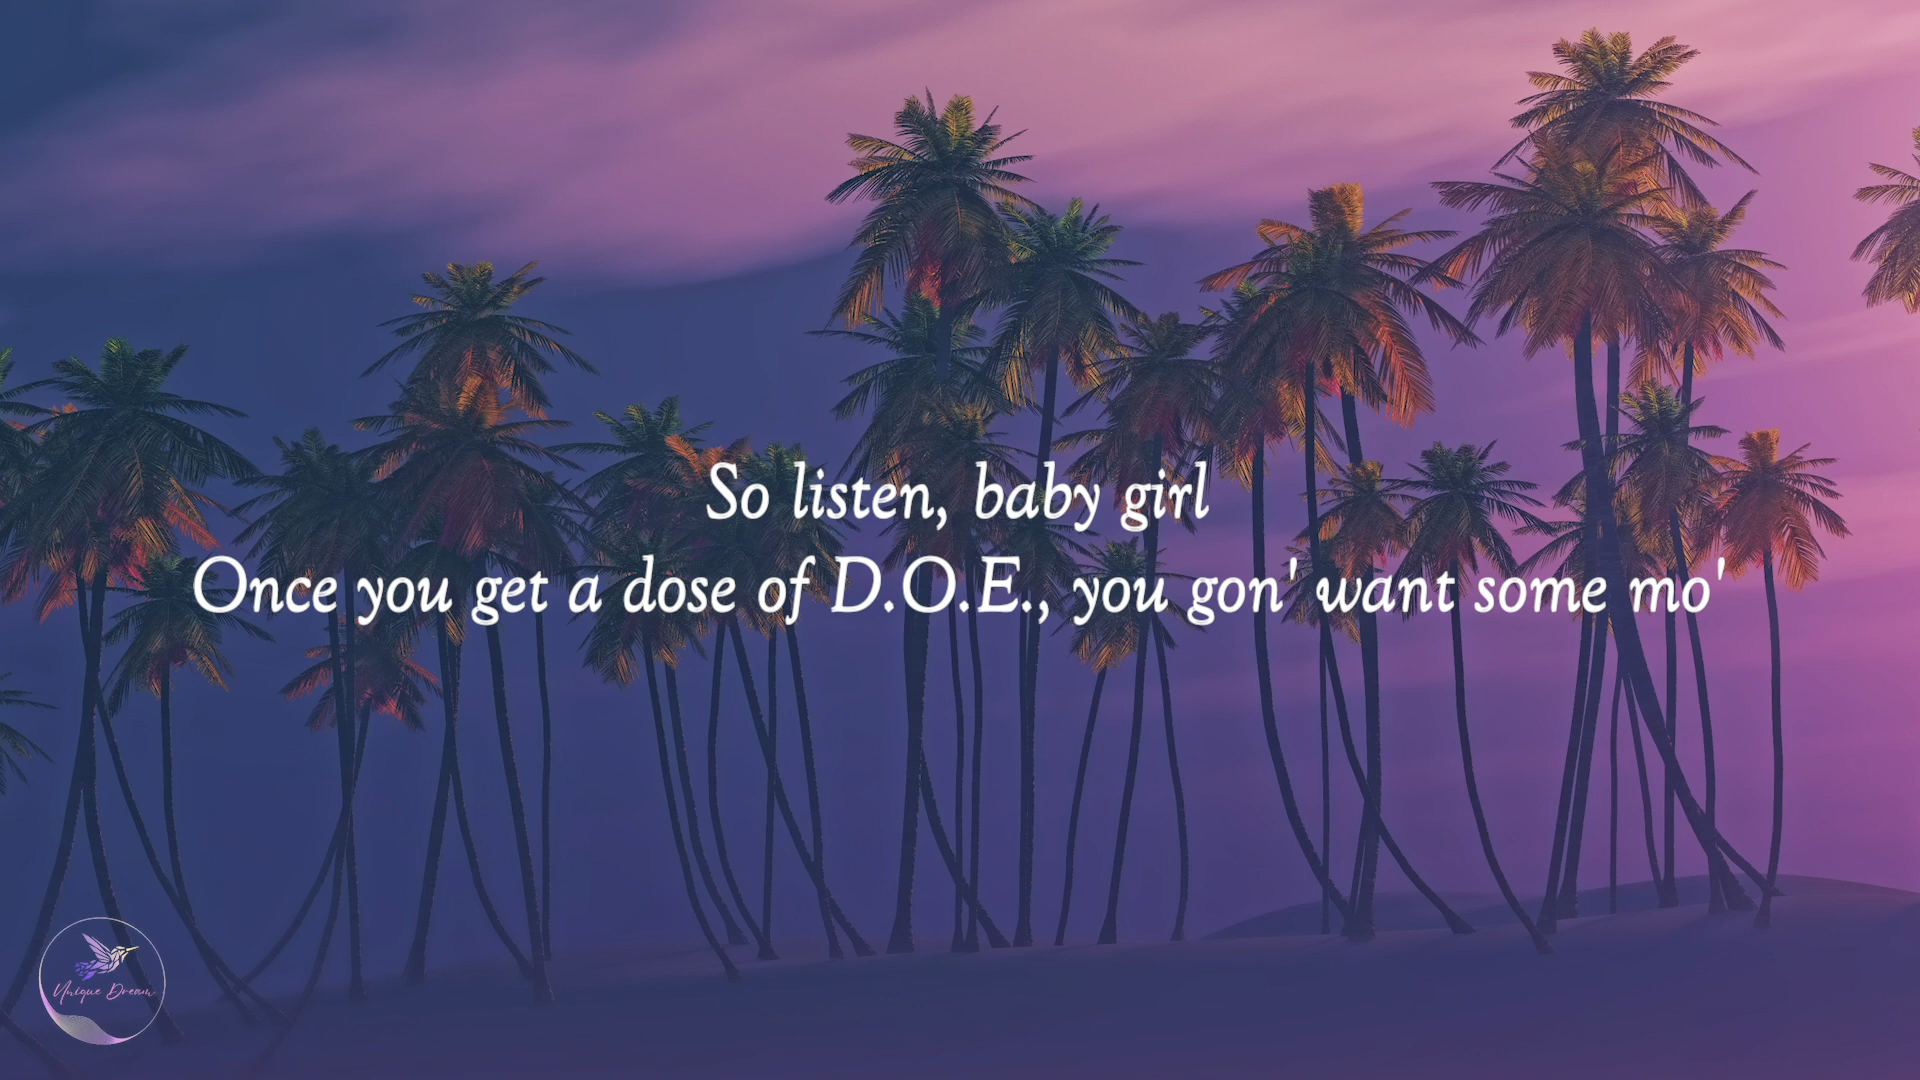 So listen, baby girl
Once you get a dose of D.O.E., you gon' want some mo'
Unique Dream